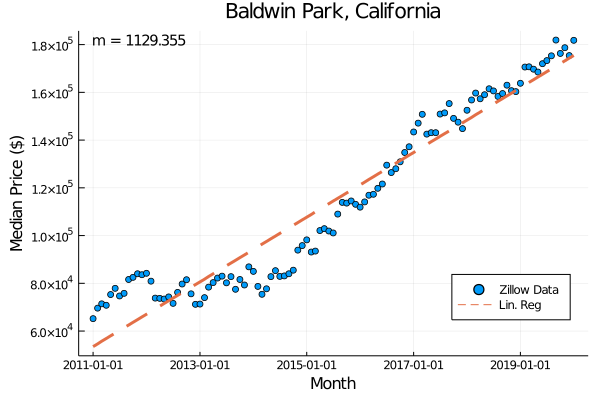 Baldwin Park, California
m = 1129.355
1.8×10⁵
1.6×10⁵
1.4×10⁵
1.2×10⁵
1.0×10⁵
8.0×10⁴
6.0×10⁴
Median Price ($)
Zillow Data
Lin. Reg
2011-01-01 2013-01-01 2015-01-01 2017-01-01 2019-01-01
Month